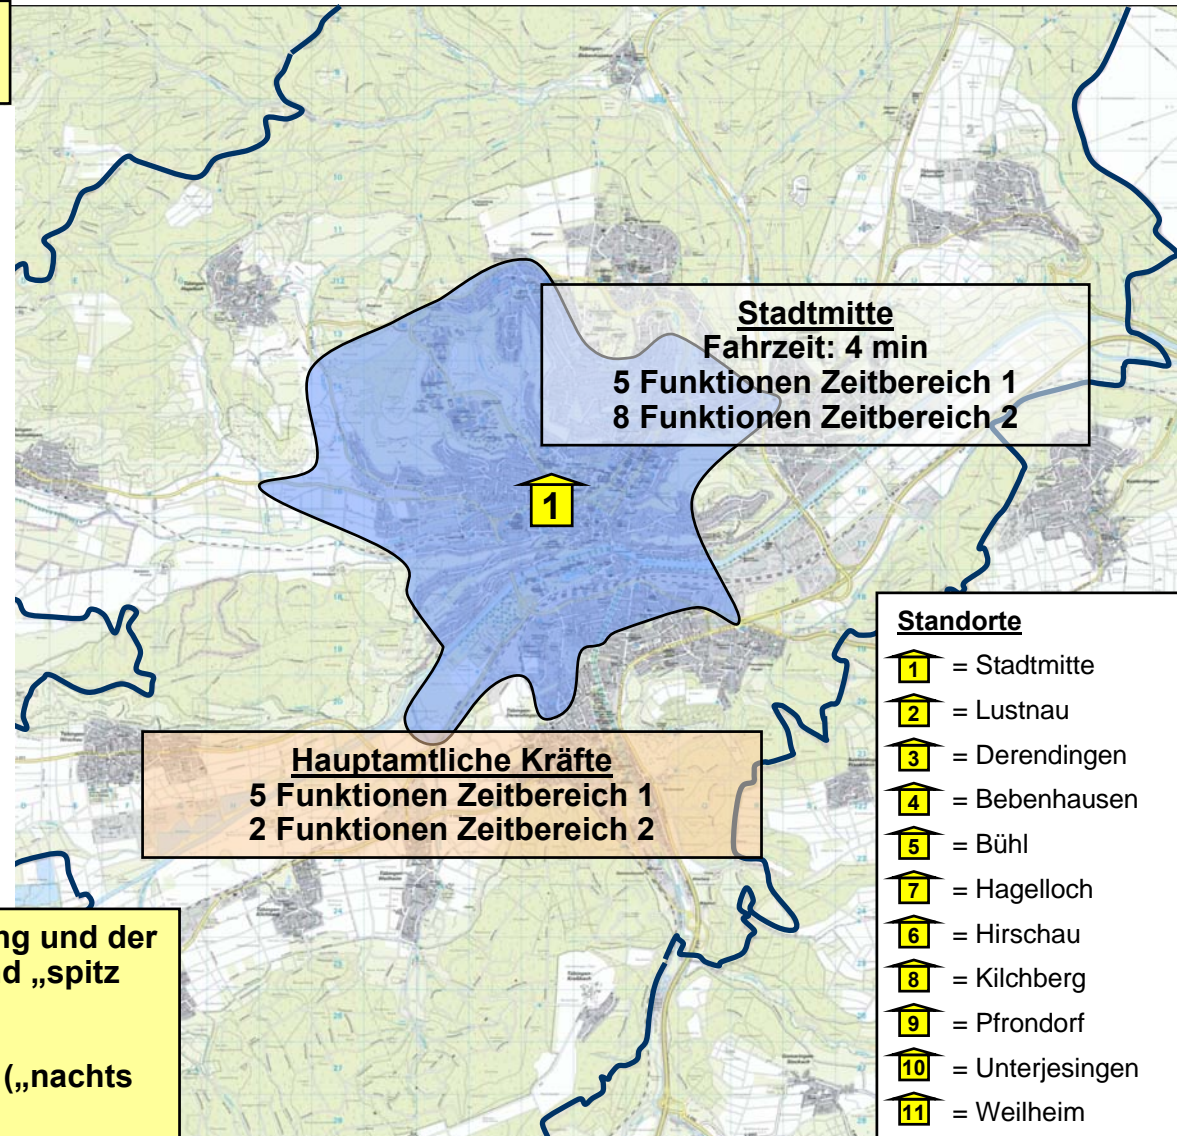 Stadtmitte
Fahrzeit: 4 min
5 Funktionen Zeitbereich 1
8 Funktionen Zeitbereich 2
1
Hauptamtliche Kräfte
5 Funktionen Zeitbereich 1
2 Funktionen Zeitbereich 2
Standorte
1 = Stadtmitte
2 = Lustnau
3 = Derendingen
4 = Bebenhausen
5 = Bühl
7 = Hagelloch
6 = Hirschau
8 = Kilchberg
9 = Pfrondorf
10 = Unterjesingen
11 = Weilheim
ng und der
d „spitz
(„nachts